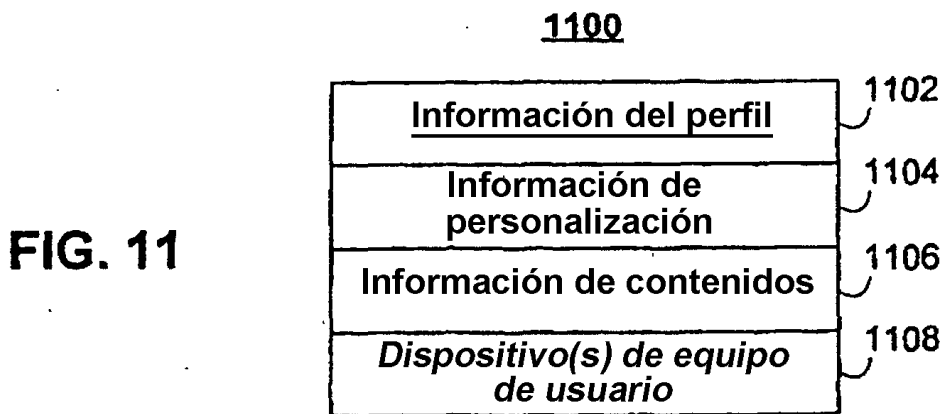 1100
Información del perfil
1102
Información de
personalización
1104
FIG. 11
Información de contenidos
1106
Dispositivo(s) de equipo
de usuario
1108